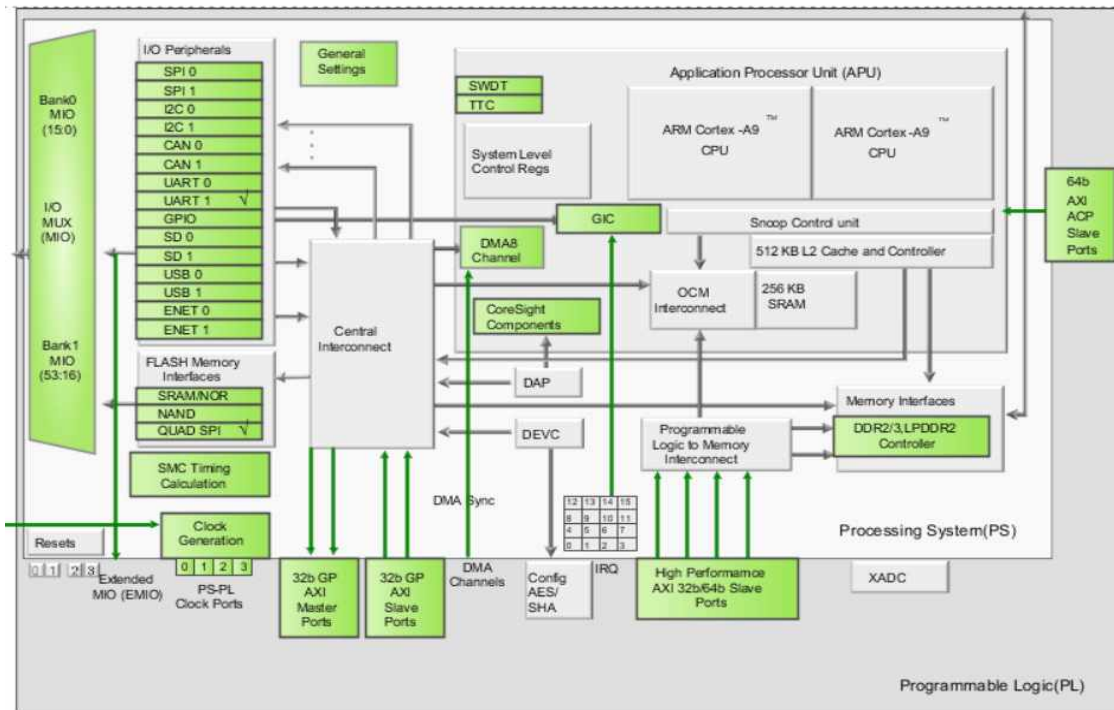 I/O Peripherals
SPI 0
SPI 1
I2C 0
I2C 1
CAN 0
CAN 1
UART 0
UART 1 √
GPIO
SD 0
SD 1
USB 0
USB 1
ENET 0
ENET 1
FLASH Memory
Interfaces
SRAM/NOR
NAND
QUAD SPI √
SMC Timing
Calculation
Bank0
MIO
(15:0)
I/O
MUX
(MIO)
Bank1
MIO
(53:16)
General
Settings
Application Processor Unit (APU)
SWDT
TTC
System Level
Control Regs
ARM Cortex -A9 ™
CPU
ARM Cortex -A9 ™
CPU
GIC
Snoop Control unit
512 KB L2 Cache and Controller
DMA8
Channel
OCM
Interconnect
256 KB
SRAM
CoreSight
Components
Central
Interconnect
DAP
DEVC
Programmable
Logic to Memory
Interconnect
Memory Interfaces
DDR2/3,LPDDR2
Controller
64b
AXI
ACP
Slave
Ports
DMA Sync
12 13 14 15
8 9 10 11
4 5 6 7
0 1 2 3
Processing System(PS)
Resets
0 1 2 3
Clock
Generation
0 1 2 3
Extended
MIO (EMIO)
PS-PL
Clock Ports
32b GP
AXI
Master
Ports
32b GP
AXI
Slave
Ports
DMA
Channels
Config
AES/
SHA
IRQ
High Performamce
AXI 32b/64b Slave
Ports
XADC
Programmable Logic(PL)